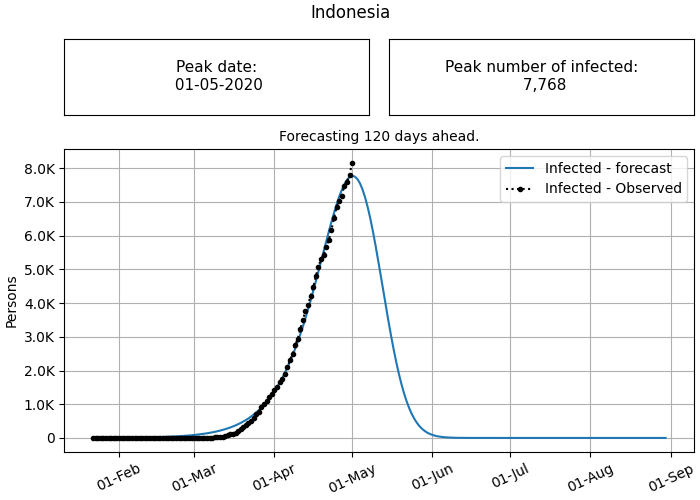 Indonesia
Peak date:
01-05-2020
Peak number of infected:
7,768
Forecasting 120 days ahead.
Infected - forecast
Infected - Observed
Persons
8.0K
7.0K
6.0K
5.0K
4.0K
3.0K
2.0K
1.0K
0
01-Feb
01-Mar
01-Apr
01-May
01-Jun
01-Jul
01-Aug
01-Sep